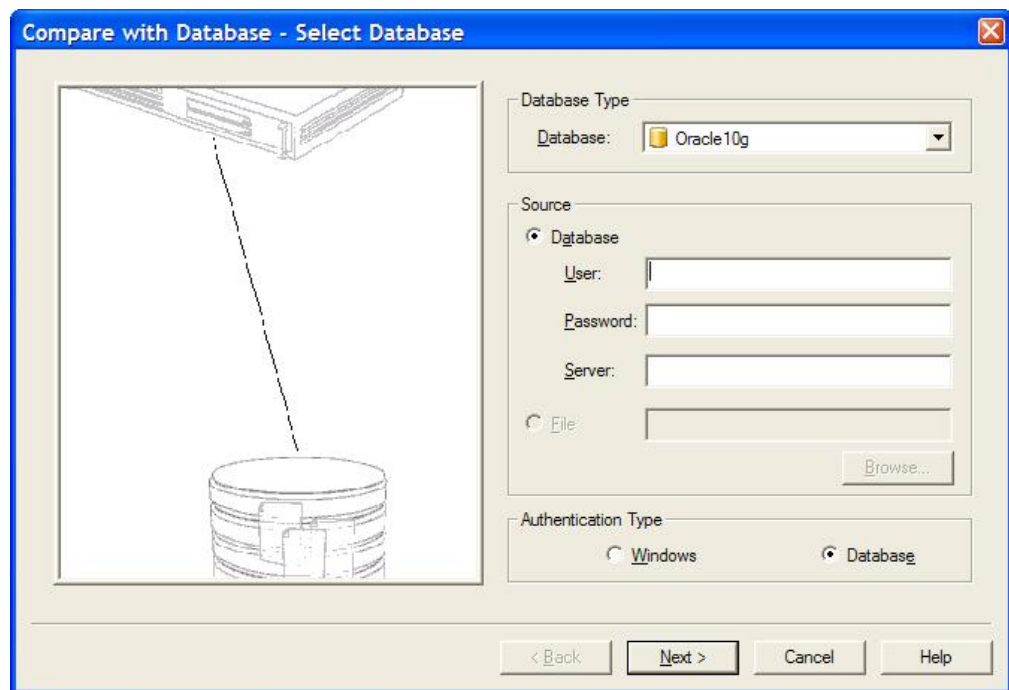 Compare with Database - Select Database
Database Type
Database: Oracle10g
Source
Database
User:
Password:
Server:
File
Browse...
Authentication Type
Windows Database
< Back Next > Cancel Help